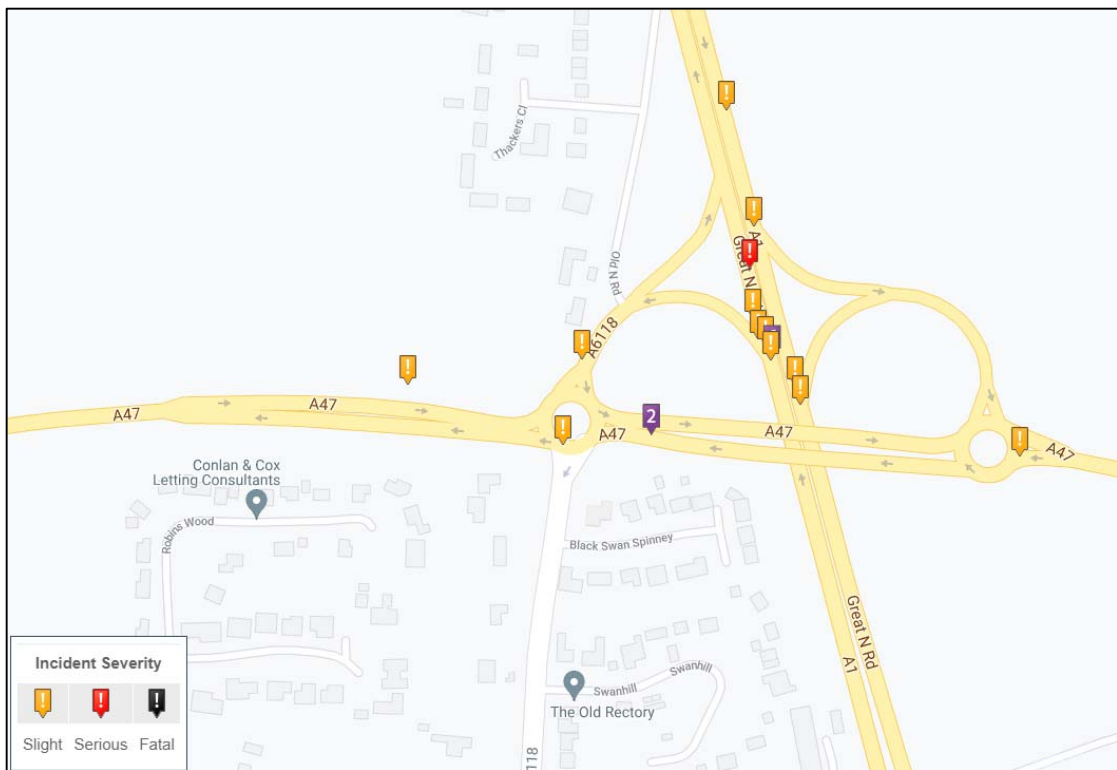 Thackers Cl
Old N Rd
A1
Great N
A6118
A47
A47
2
A47
A47
A47
Conlan & Cox
Letting Consultants
Robins Wood
Black Swan Spinney
Great N Rd
A1
Swanhill
Swanhill
The Old Rectory
118
Incident Severity
! ! !
Slight Serious Fatal